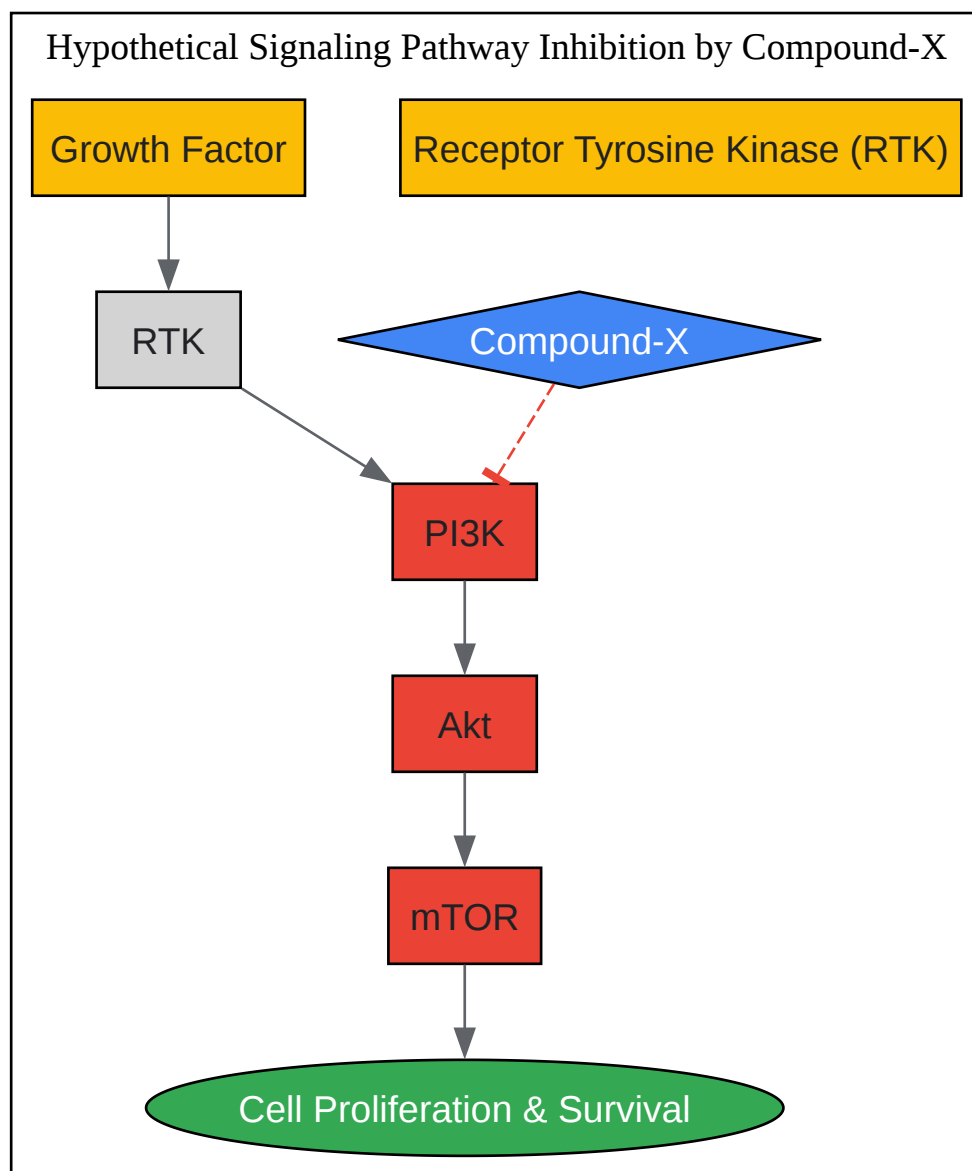 Hypothetical Signaling Pathway Inhibition by Compound-X
Growth Factor
Receptor Tyrosine Kinase (RTK)
RTK
Compound-X
PI3K
Akt
mTOR
Cell Proliferation & Survival